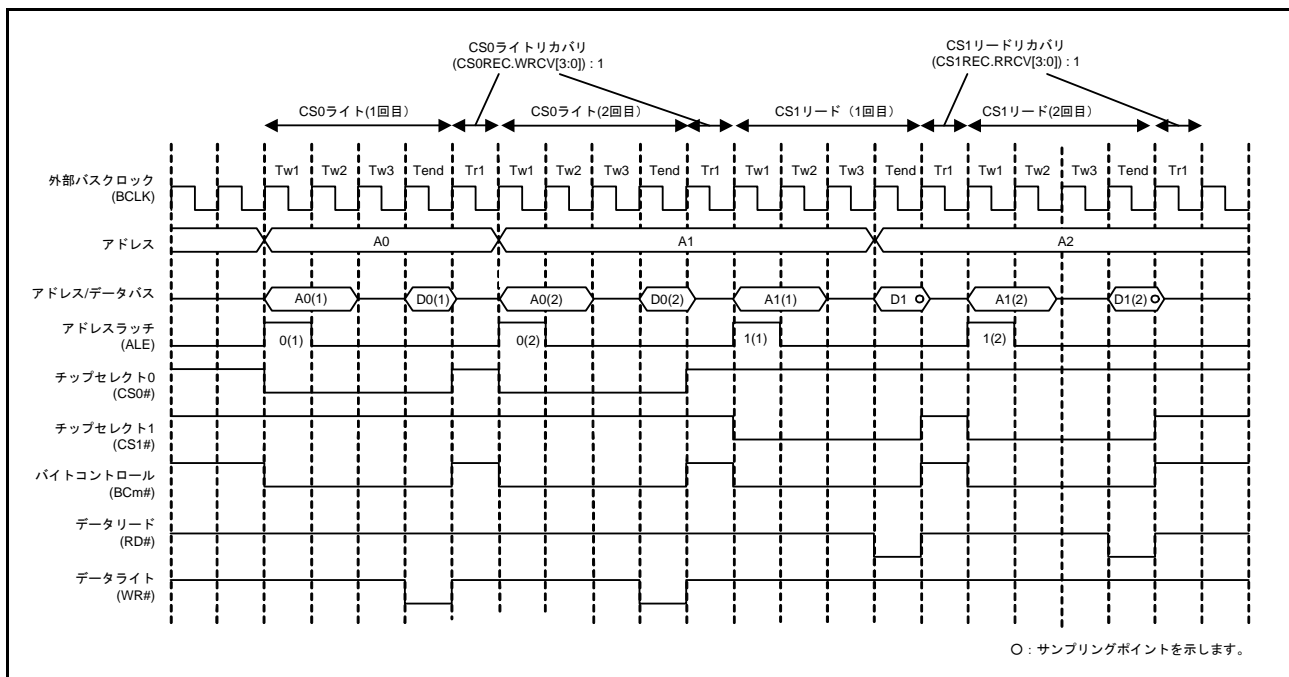 CS0ライトリカバリ
(CS0REC.WRCV[3:0]) : 1
CS1リードリカバリ
(CS1REC.RRCV[3:0]) : 1
CS0ライト(1回目)
CS0ライト(2回目)
CS1リード（1回目)
CS1リード(2回目)
Tw1 Tw2 Tw3 Tend Tr1 Tw1 Tw2 Tw3 Tend Tr1 Tw1 Tw2 Tw3 Tend Tr1 Tw1 Tw2 Tw3 Tend Tr1
外部バスクロック
(BCLK)
アドレス
A0 A1 A2
アドレス/データバス
A0(1) D0(1) A0(2) D0(2) A1(1) D1 A1(2) D1(2)
アドレスラッチ
(ALE)
0(1) 0(2) 1(1) 1(2)
チップセレクト0
(CS0#)
チップセレクト1
(CS1#)
バイトコントロール
(BCm#)
データリード
(RD#)
データライト
(WR#)
○ : サンプリングポイントを示します。